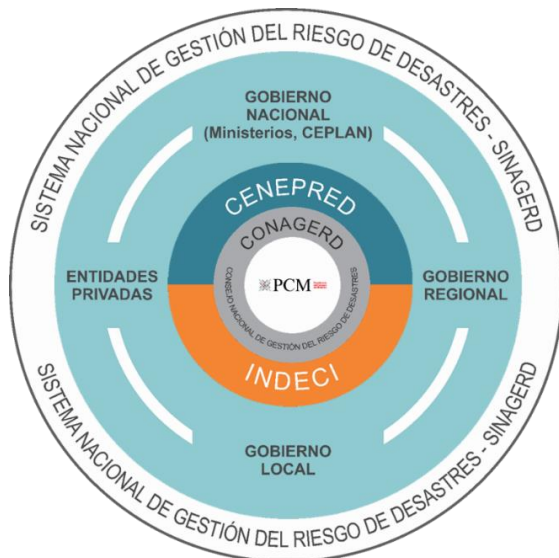 SISTEMA NACIONAL DE GESTIÓN DEL RIESGO DE DESASTRES - SINAGERD
GOBIERNO
NACIONAL
(Ministerios, CEPLAN)
CENEPRED
CONAGERD
ENTIDADES
PRIVADAS
PCM
GOBIERNO
REGIONAL
CONSEJO NACIONAL DE GESTIÓN DEL RIESGO DE DESASTRES
INDECI
GOBIERNO
LOCAL
SISTEMA NACIONAL DE GESTIÓN DEL RIESGO DE DESASTRES - SINAGERD